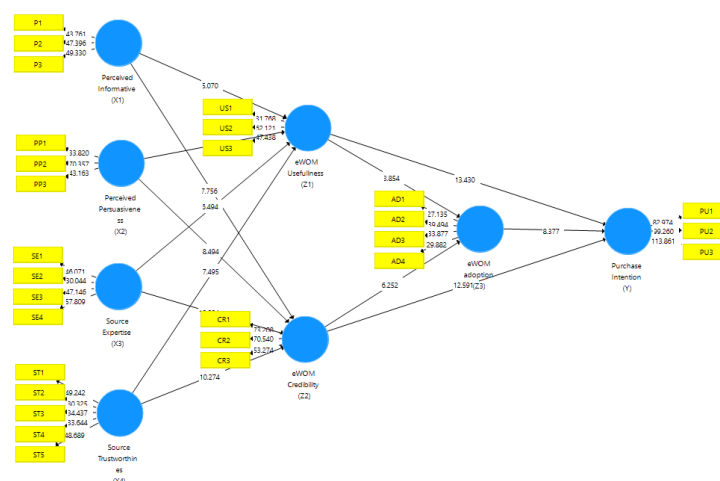 P1
P2
P3
43.761
47.396
49.330
Perceived
Informative
(X1)
PP1
PP2
PP3
33.820
70.357
43.163
Perceived
Persuasivene
ss
(X2)
SE1
SE2
SE3
SE4
46.071
30.044
47.146
57.809
Source
Expertise
(X3)
ST1
ST2
ST3
ST4
ST5
49.242
30.325
34.437
33.644
48.689
Source
Trustworthin
es
5.070
7.756
8.494
7.495
10.274
US1
US2
US3
31.768
52.121
47.438
eWOM
Usefullness
(Z1)
CR1
CR2
CR3
70.540
53.274
eWOM
Credibility
(Z2)
3.854
13.430
6.252
12.591
AD1
AD2
AD3
AD4
27.135
39.494
33.877
29.882
eWOM
adoption
(Z3)
8.377
Purchase
Intention
(Y)
82.974
99.260
113.861
PU1
PU2
PU3